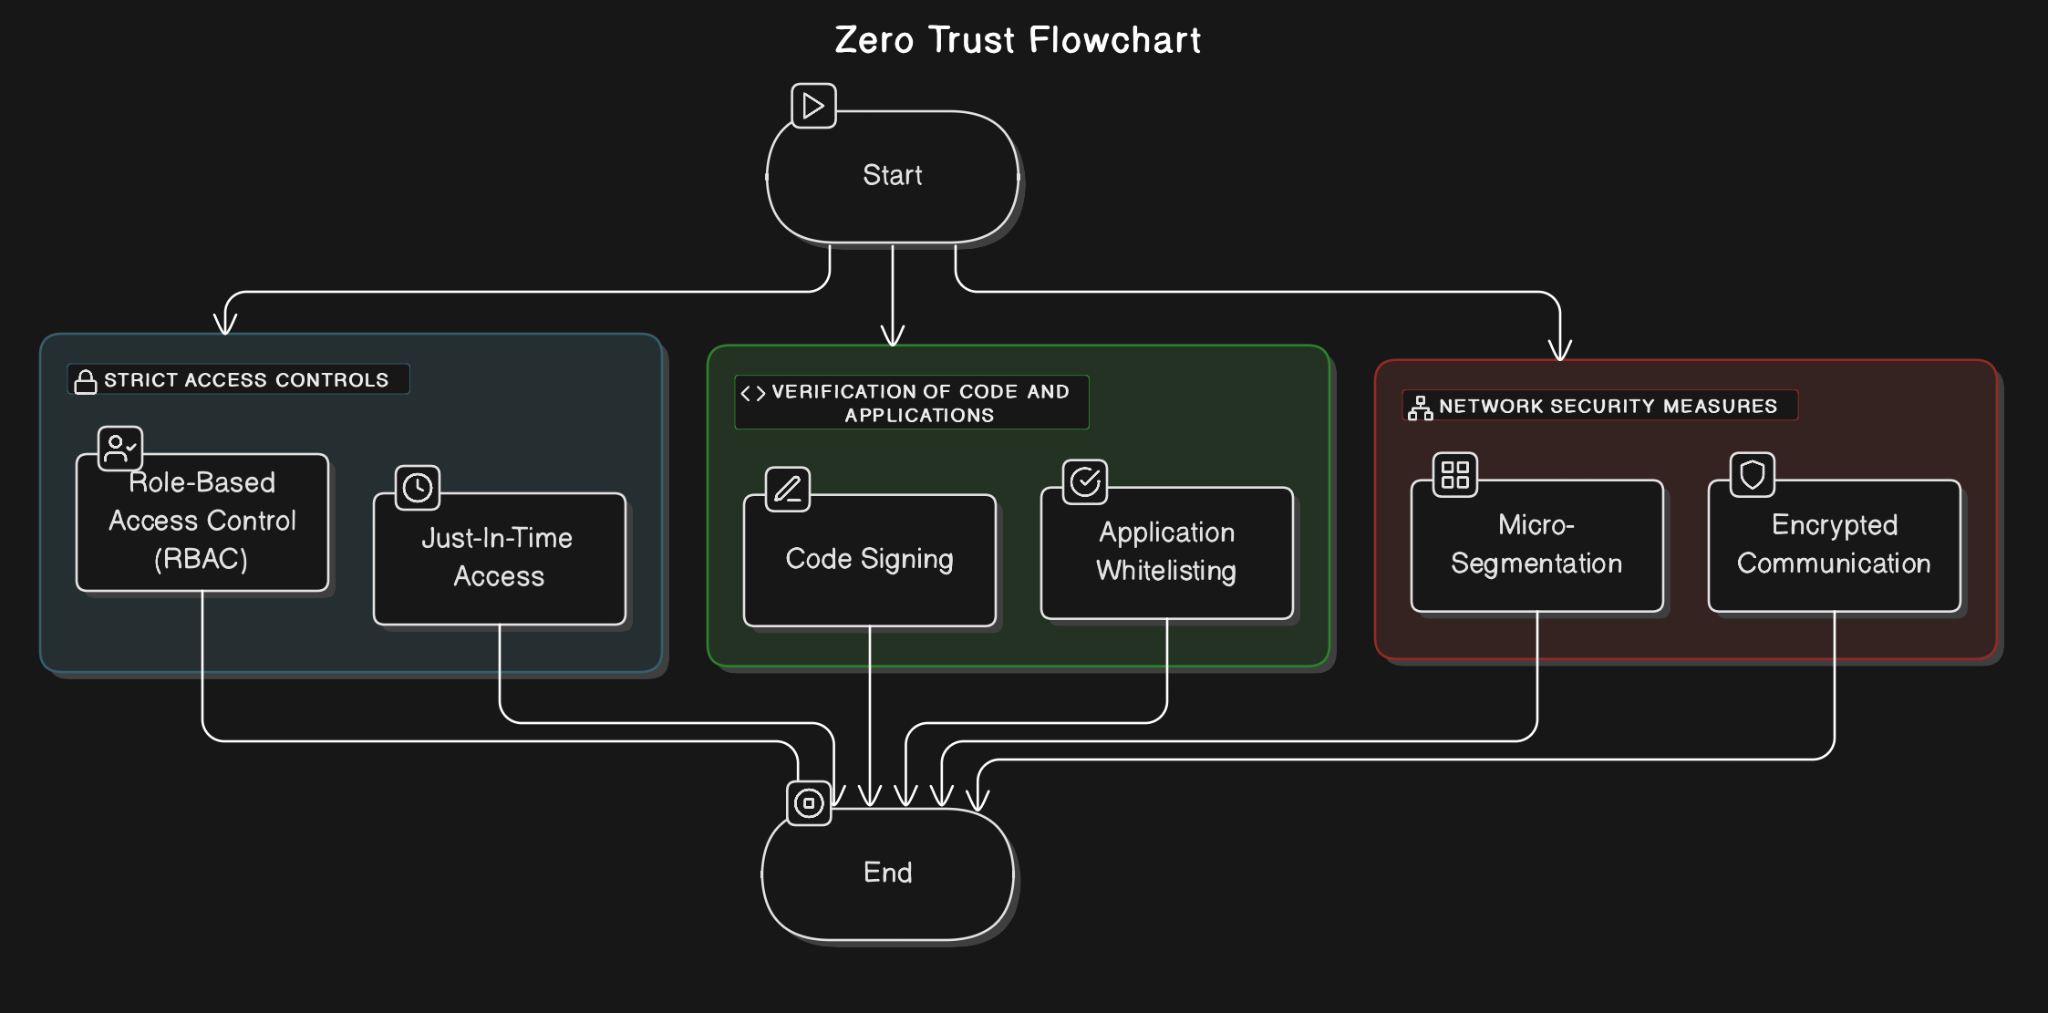 Zero Trust Flowchart
Start
STRICT ACCESS CONTROLS
Role-Based
Access Control
(RBAC)
Just-In-Time
Access
VERIFICATION OF CODE AND
APPLICATIONS
Code Signing
Application
Whitelisting
NETWORK SECURITY MEASURES
Micro-
Segmentation
Encrypted
Communication
End